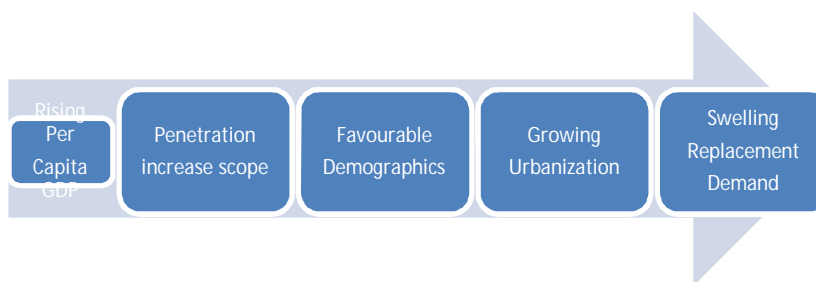 Rising
Per
Capita
GDP
Penetration
increase scope
Favourable
Demographics
Growing
Urbanization
Swelling
Replacement
Demand